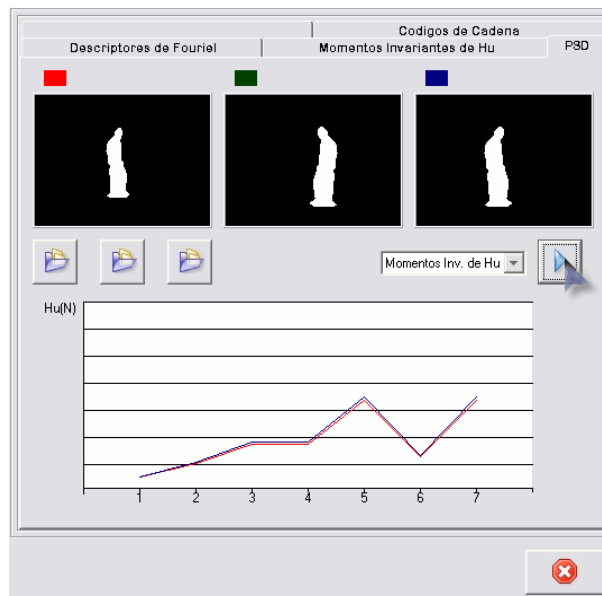 Codigos de Cadena
Descriptores de Fouriel
Momentos Invariantes de Hu
PSD
Momentos Inv. de Hu
Hu(N)
1 2 3 4 5 6 7